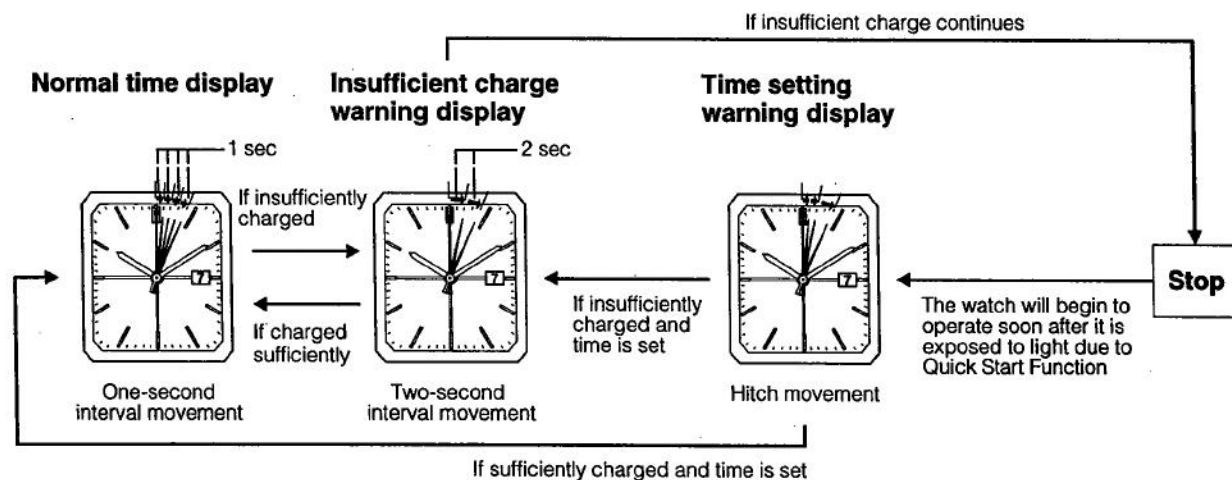 If insufficient charge continues
Normal time display
Insufficient charge
warning display
Time setting
warning display
1 sec
2 sec
If insufficiently
charged
If charged
sufficiently
7
7
7
If insufficiently
charged and
time is set
Stop
The watch will begin to
operate soon after it is
exposed to light due to
Quick Start Function
One-second
interval movement
Two-second
interval movement
Hitch movement
If sufficiently charged and time is set